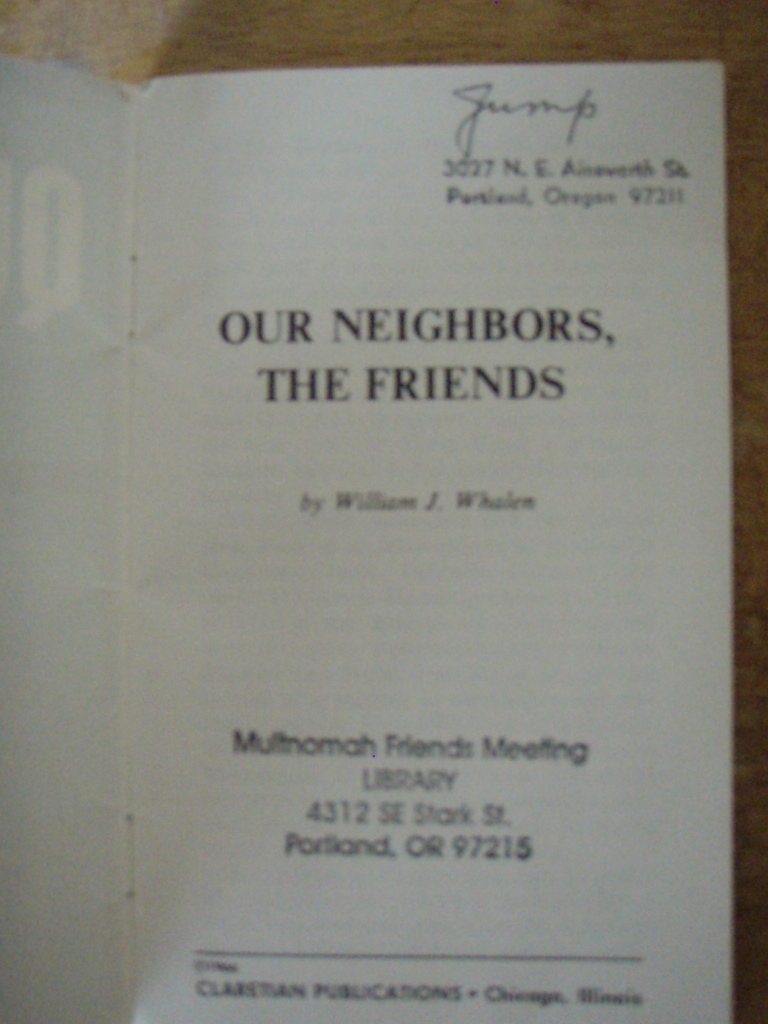 Jump
3027 N. E. Ainsworth St.
Portland, Oregon 97211
OUR NEIGHBORS,
THE FRIENDS
by William J. Whalen
Multnomah Friends Meeting
LIBRARY
4312 SE Stark St.
Portland, OR 97215
CLARETIAN PUBLICATIONS • Chicago, Illinois